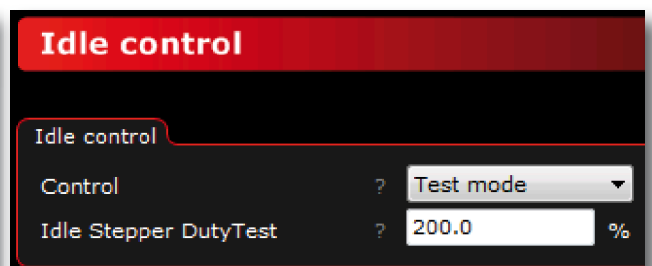 Idle control
Idle control
Control ? Test mode
Idle Stepper DutyTest ? 200.0 %